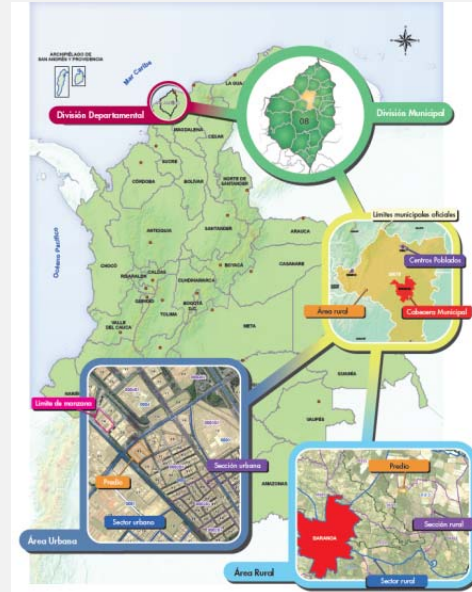 ARCHIPIÉLAGO DE
SAN ANDRÉS Y PROVIDENCIA
Mar Caribe
LA GUA
División Departamental
08
División Municipal
MAGDALENA
CESAR
SUCRE
CÓRDOBA
BOLÍVAR
NORTE DE
SANTANDER
Océano Pacífico
Límites municipales oficiales
Centros Poblados
Área rural
Cabecera Municipal
ANTIOQUIA
SANTANDER
ARAUCA
CHOCÓ
BOYACÁ
CASANARE
RISARALDA
CALDAS
CUNDINAMARCA
QUINDÍO
BOGOTÁ
D.C.
TOLIMA
VALLE
DEL CAUCA
META
GUAINÍA
VAUPÉS
AMAZONAS
Límite de manzana
Sección urbana
Predio
Sector urbano
Área Urbana
Predio
Sección rural
BARANOA
Sector rural
Área Rural